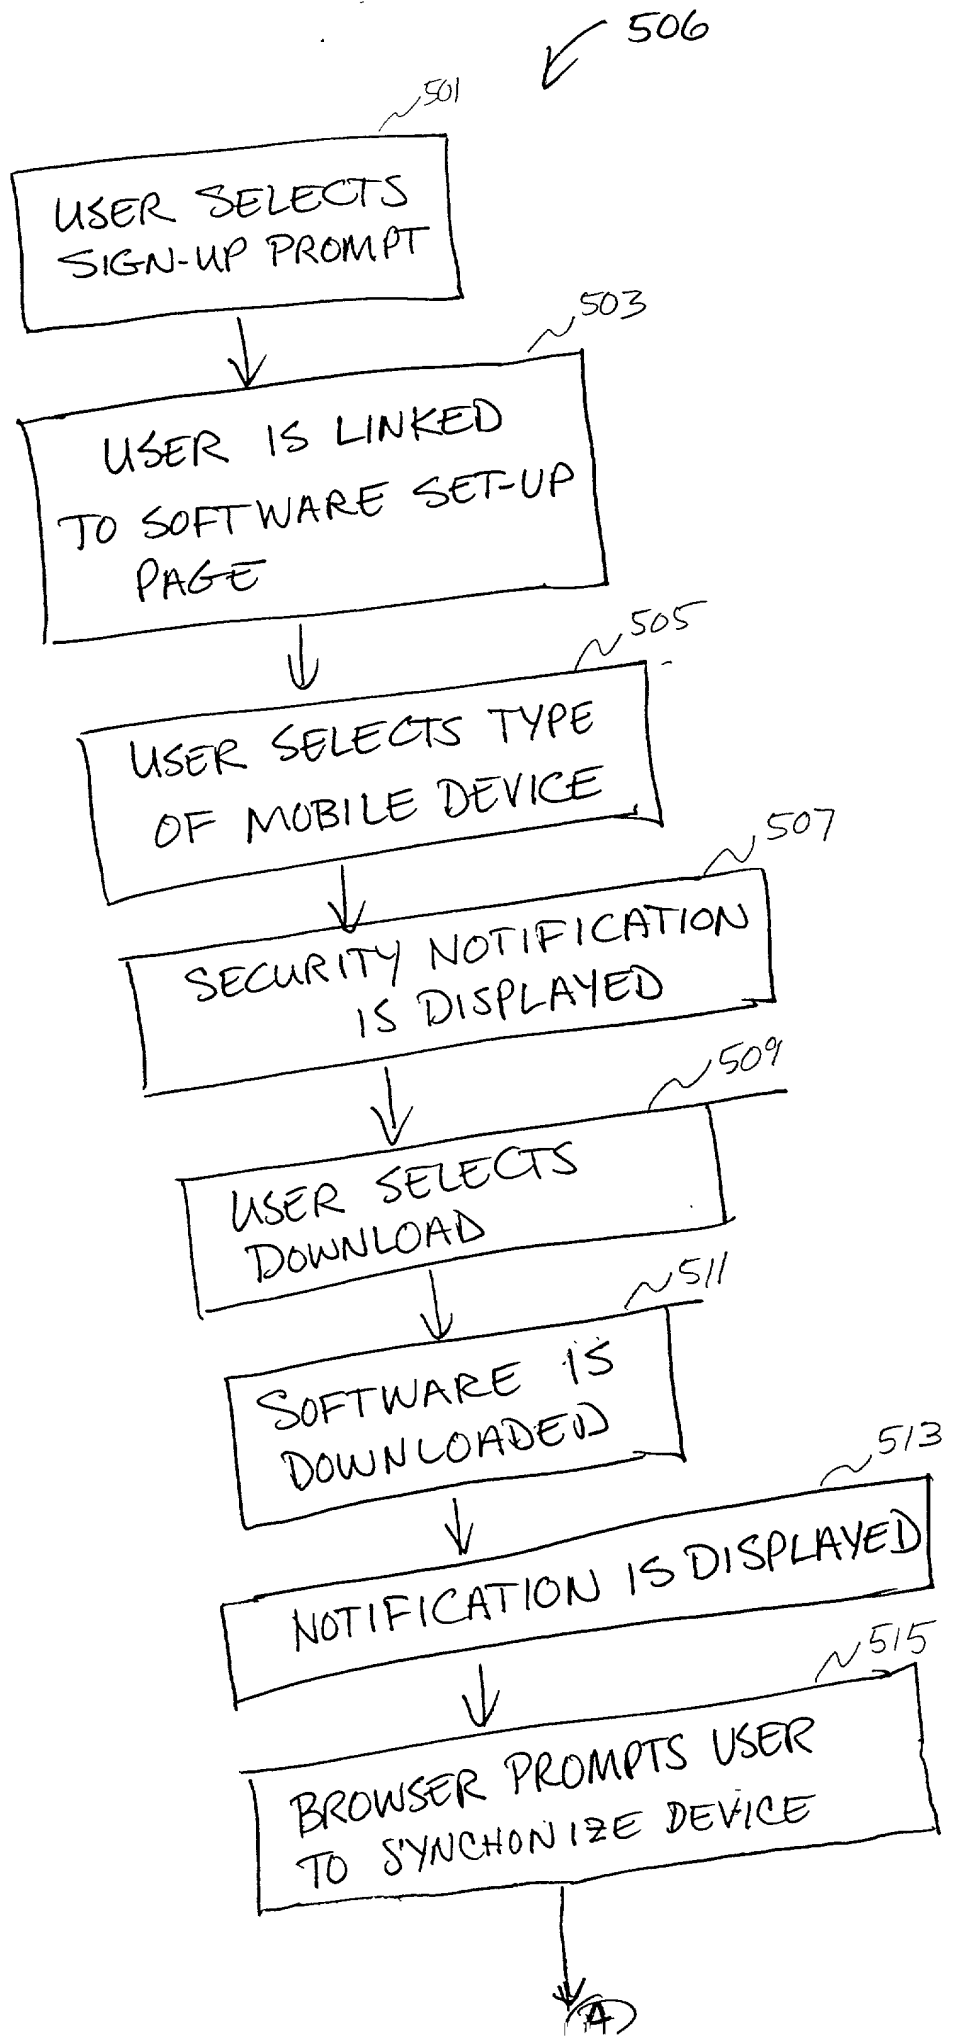 506
501
USER SELECTS
SIGN-UP PROMPT
503
USER IS LINKED
TO SOFTWARE SET-UP
PAGE
505
USER SELECTS TYPE
OF MOBILE DEVICE
507
SECURITY NOTIFICATION
IS DISPLAYED
509
USER SELECTS
DOWNLOAD
511
SOFTWARE IS
DOWNLOADED
513
NOTIFICATION IS DISPLAYED
515
BROWSER PROMPTS USER
TO SYNCHONIZE DEVICE
A